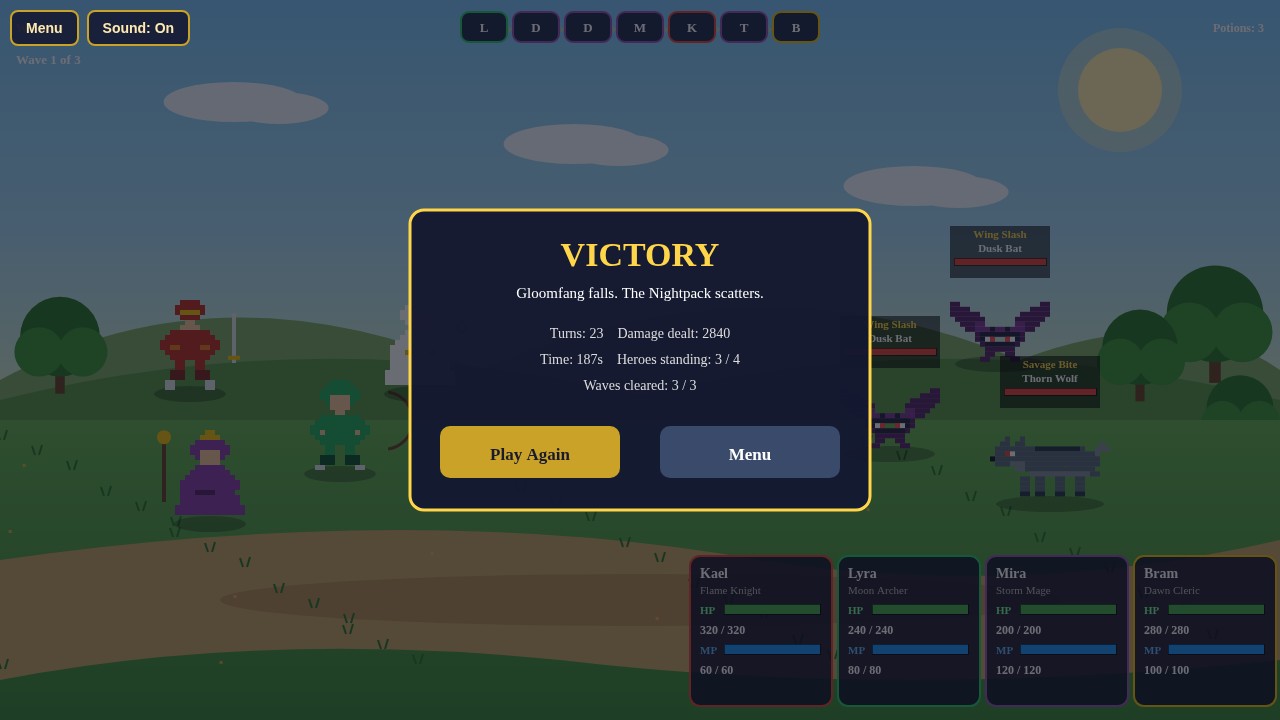 Menu
Sound: On
L D D M K T B
Potions: 3
Wave 1 of 3
Wing Slash
Dusk Bat
Wing Slash
Dusk Bat
Savage Bite
Thorn Wolf
VICTORY
Gloomfang falls. The Nightpack scatters.
Turns: 23 Damage dealt: 2840
Time: 187s Heroes standing: 3 / 4
Waves cleared: 3 / 3
Play Again
Menu
Kael
Flame Knight
HP
320 / 320
MP
60 / 60
Lyra
Moon Archer
HP
240 / 240
MP
80 / 80
Mira
Storm Mage
HP
200 / 200
MP
120 / 120
Bram
Dawn Cleric
HP
280 / 280
MP
100 / 100